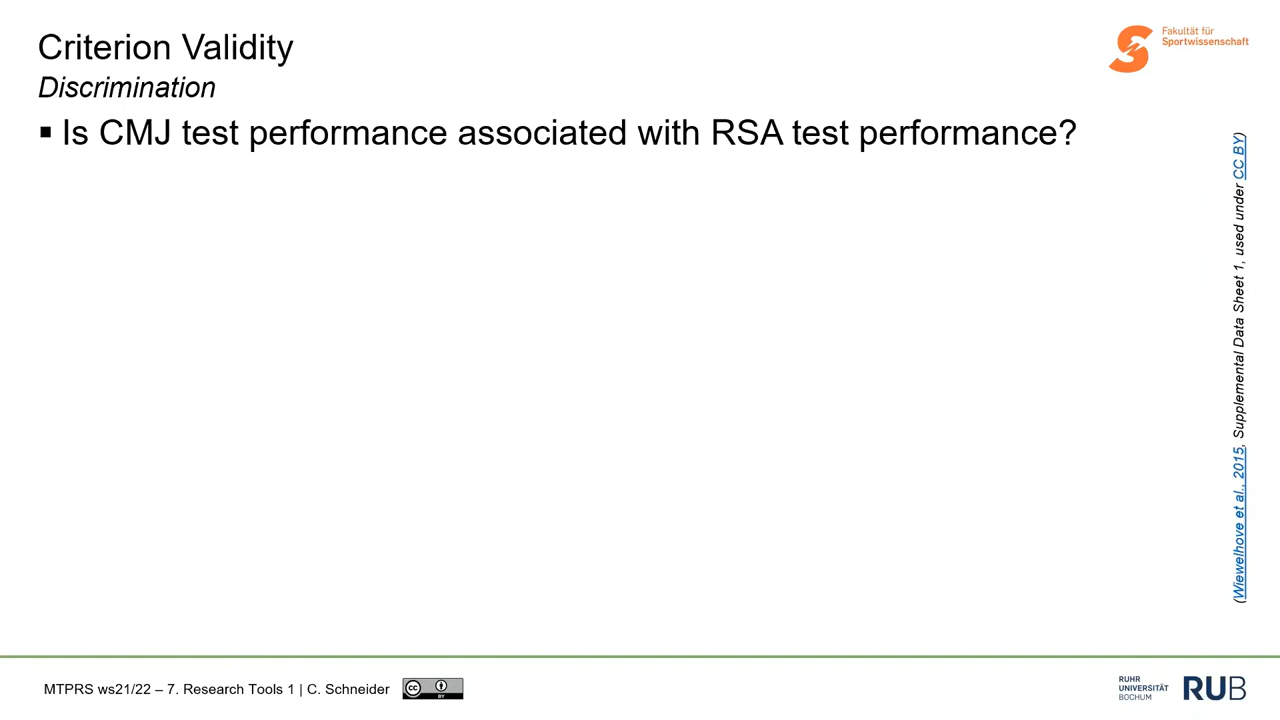 Criterion Validity
Discrimination
▪ Is CMJ test performance associated with RSA test performance?
Fakultät für
Sportwissenschaft
(Wiewelhove et al., 2015, Supplemental Data Sheet 1, used under CC BY)
MTPRS ws21/22 – 7. Research Tools 1 | C. Schneider
cc
BY
RUHR
UNIVERSITÄT
BOCHUM
RUB